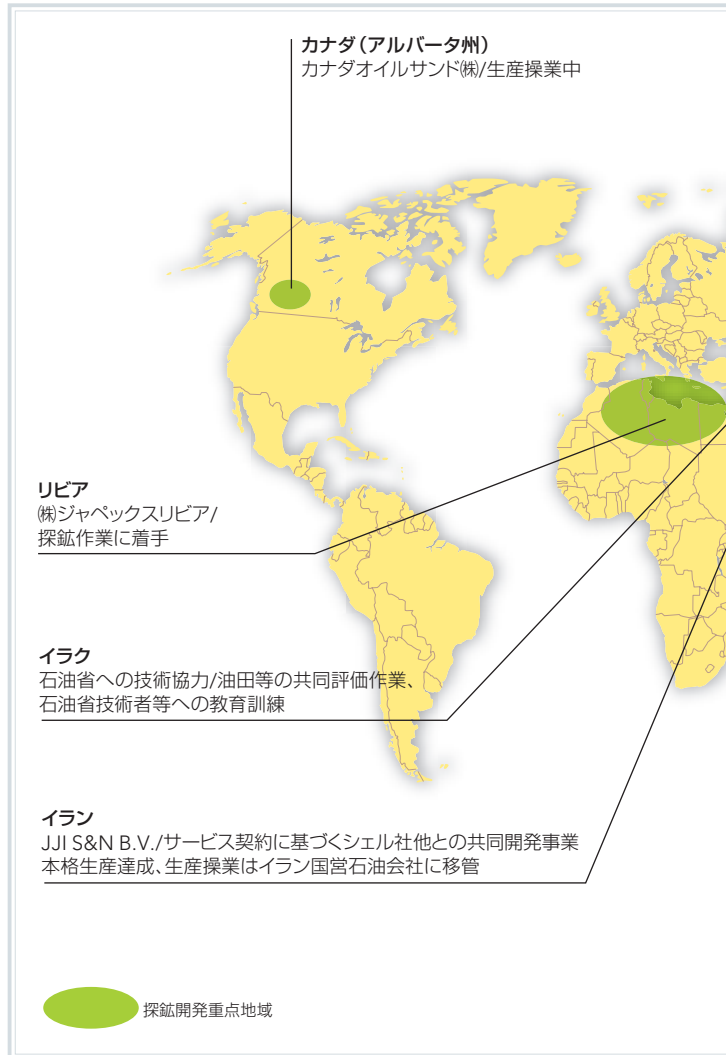 カナダ（アルバータ州）
カナダオイルサンド㈱/生産操業中
リビア
㈱ジャペックスリビア/
探鉱作業に着手
イラク
石油省への技術協力/油田等の共同評価作業、
石油省技術者等への教育訓練
イラン
JJI S&N B.V./サービス契約に基づくシェル社他との共同開発事業
本格生産達成、生産操業はイラン国営石油会社に移管
探鉱開発重点地域